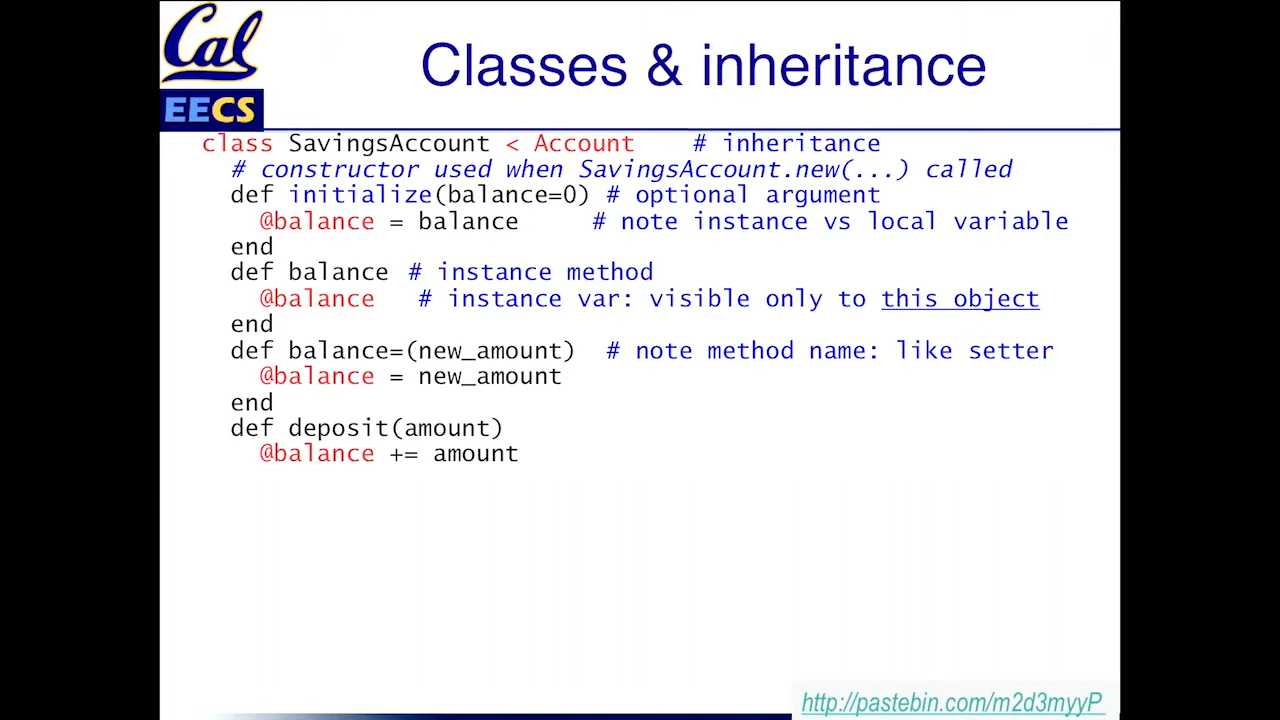 Cal
EECS
Classes & inheritance
class SavingsAccount < Account    # inheritance
  # constructor used when SavingsAccount.new(...) called
  def initialize(balance=0) # optional argument
    @balance = balance     # note instance vs local variable
  end
  def balance # instance method
    @balance   # instance var: visible only to this object
  end
  def balance=(new_amount)  # note method name: like setter
    @balance = new_amount
  end
  def deposit(amount)
    @balance += amount
http://pastebin.com/m2d3myyP